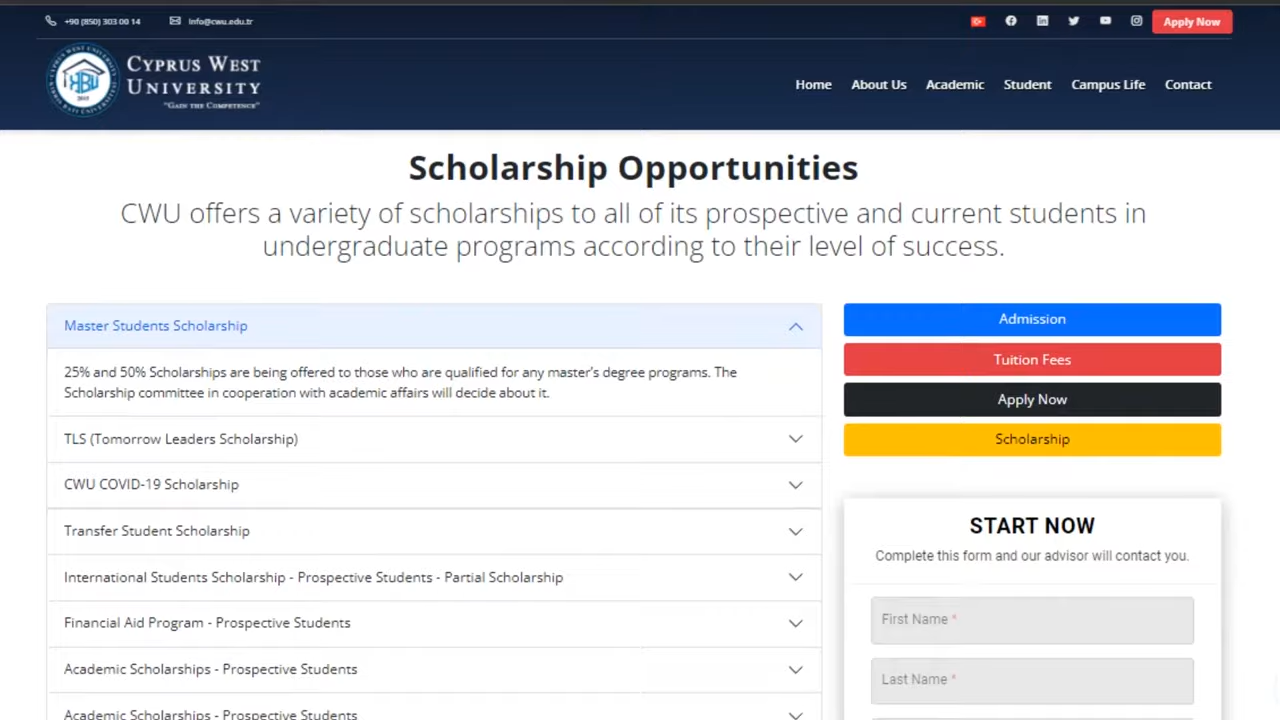 +90 (850) 303 00 14
info@cwu.edu.tr
Apply Now
CYPRUS WEST
UNIVERSITY
"GAIN THE COMPETENCE"
Home
About Us
Academic
Student
Campus Life
Contact
Scholarship Opportunities
CWU offers a variety of scholarships to all of its prospective and current students in
undergraduate programs according to their level of success.
Master Students Scholarship
25% and 50% Scholarships are being offered to those who are qualified for any master's degree programs. The
Scholarship committee in cooperation with academic affairs will decide about it.
TLS (Tomorrow Leaders Scholarship)
CWU COVID-19 Scholarship
Transfer Student Scholarship
International Students Scholarship - Prospective Students - Partial Scholarship
Financial Aid Program - Prospective Students
Academic Scholarships - Prospective Students
Academic Scholarships - Prospective Students
Admission
Tuition Fees
Apply Now
Scholarship
START NOW
Complete this form and our advisor will contact you.
First Name *
Last Name *